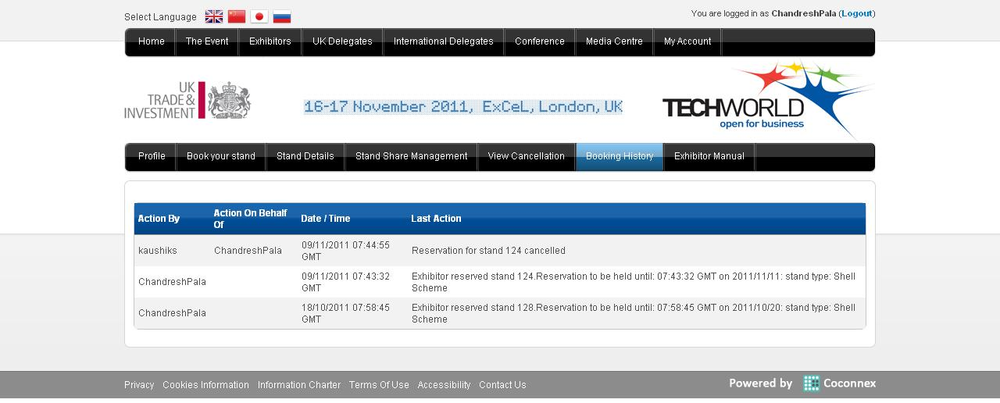 Select Language
You are logged in as ChandreshPala (Logout)
Home The Event Exhibitors UK Delegates International Delegates Conference Media Centre My Account
UK
TRADE &
INVESTMENT
16-17 November 2011, ExCeL, London, UK
TECHWORLD
open for business
Profile Book your stand Stand Details Stand Share Management View Cancellation Booking History Exhibitor Manual
Action By Action On Behalf Of Date / Time Last Action
kaushiks ChandreshPala 09/11/2011 07:44:55 GMT Reservation for stand 124 cancelled
ChandreshPala 09/11/2011 07:43:32 GMT Exhibitor reserved stand 124.Reservation to be held until: 07:43:32 GMT on 2011/11/11: stand type: Shell Scheme
ChandreshPala 18/10/2011 07:58:45 GMT Exhibitor reserved stand 128.Reservation to be held until: 07:58:45 GMT on 2011/10/20: stand type: Shell Scheme
Privacy Cookies Information Information Charter Terms Of Use Accessibility Contact Us
Powered by Coconnex